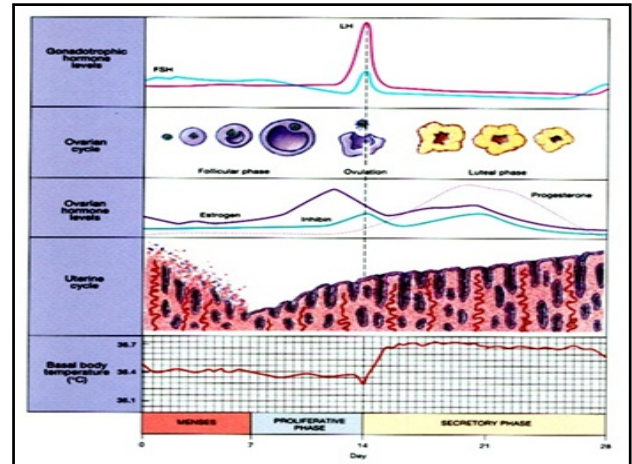 Gonadotrophic
hormone
levels
LH
FSH
Ovarian
cycle
Follicular phase
Ovulation
Luteal phase
Ovarian
hormone
levels
Estrogen
Inhibin
Progesterone
Uterine
cycle
Basal body
temperature
(°C)
36.7
36.4
36.1
MENSES
PROLIFERATIVE
PHASE
SECRETORY PHASE
0
7
14
21
28
Day